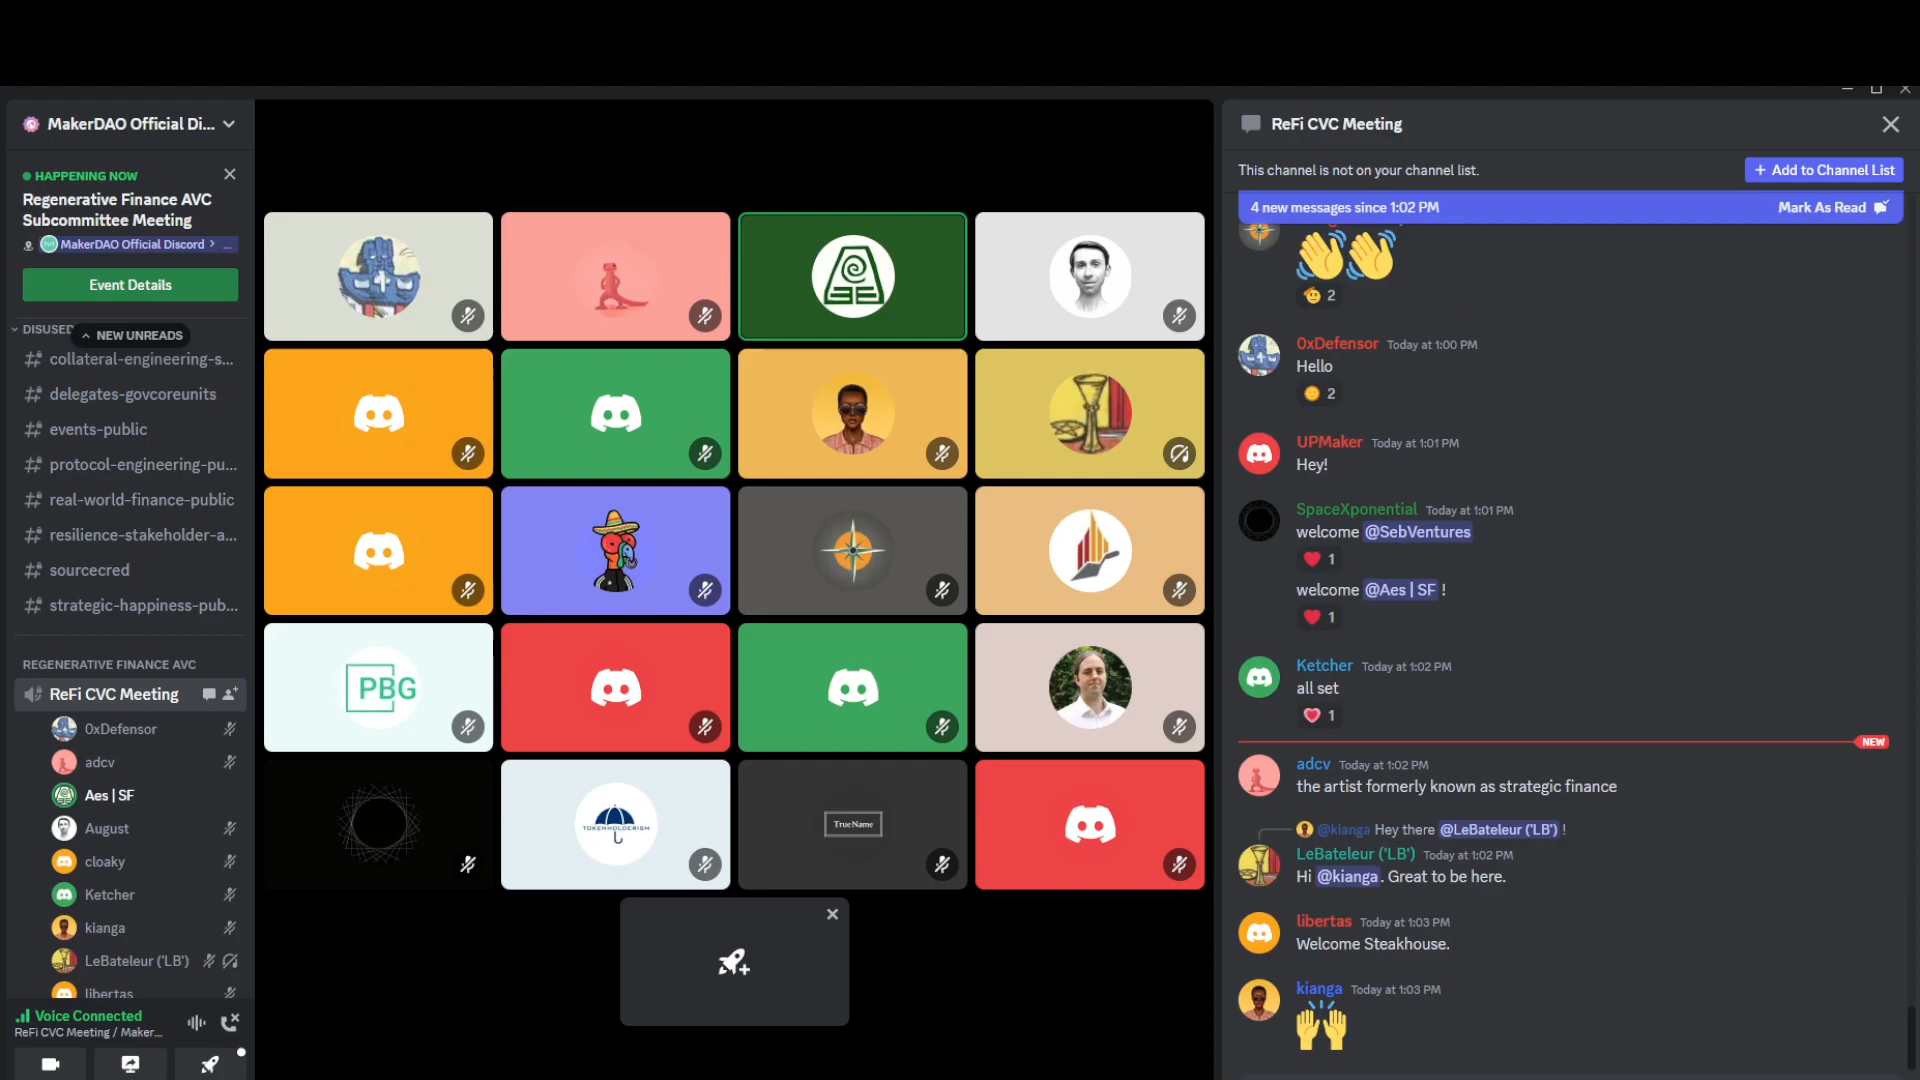 MakerDAO Official Di...
HAPPENING NOW
Regenerative Finance AVC
Subcommittee Meeting
MakerDAO Official Discord > ...
Event Details
DISUSED
NEW UNREADS
collateral-engineering-s...
delegates-govcoreunits
events-public
protocol-engineering-pu...
real-world-finance-public
resilience-stakeholder-a...
sourcecred
strategic-happiness-pub...
REGENERATIVE FINANCE AVC
ReFi CVC Meeting
0xDefensor
adcv
Aes | SF
August
cloaky
Ketcher
kianga
LeBateleur ('LB')
libertas
Voice Connected
ReFi CVC Meeting / Maker...
PBG
TOKENHOLDERISM
TrueName
ReFi CVC Meeting
This channel is not on your channel list.
+ Add to Channel List
4 new messages since 1:02 PM
Mark As Read
2
0xDefensor Today at 1:00 PM
Hello
2
UPMaker Today at 1:01 PM
Hey!
SpaceXponential Today at 1:01 PM
welcome @SebVentures
1
welcome @Aes | SF !
1
Ketcher Today at 1:02 PM
all set
1
NEW
adcv Today at 1:02 PM
the artist formerly known as strategic finance
@kianga Hey there @LeBateleur ('LB') !
LeBateleur ('LB') Today at 1:02 PM
Hi @kianga. Great to be here.
libertas Today at 1:03 PM
Welcome Steakhouse.
kianga Today at 1:03 PM